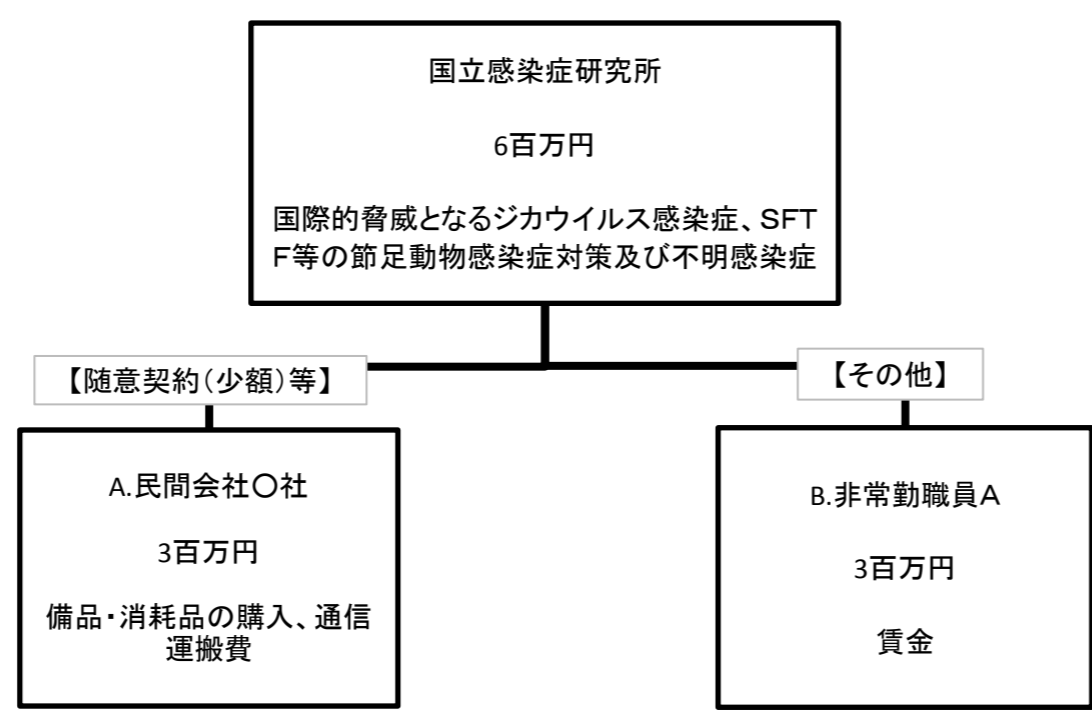 国立感染症研究所
6百万円
国際的脅威となるジカウイルス感染症、ＳＦＴ
Ｆ等の節足動物感染症対策及び不明感染症
【随意契約（少額）等】
【その他】
A.民間会社〇社
3百万円
備品・消耗品の購入、通信
運搬費
B.非常勤職員Ａ
3百万円
賃金